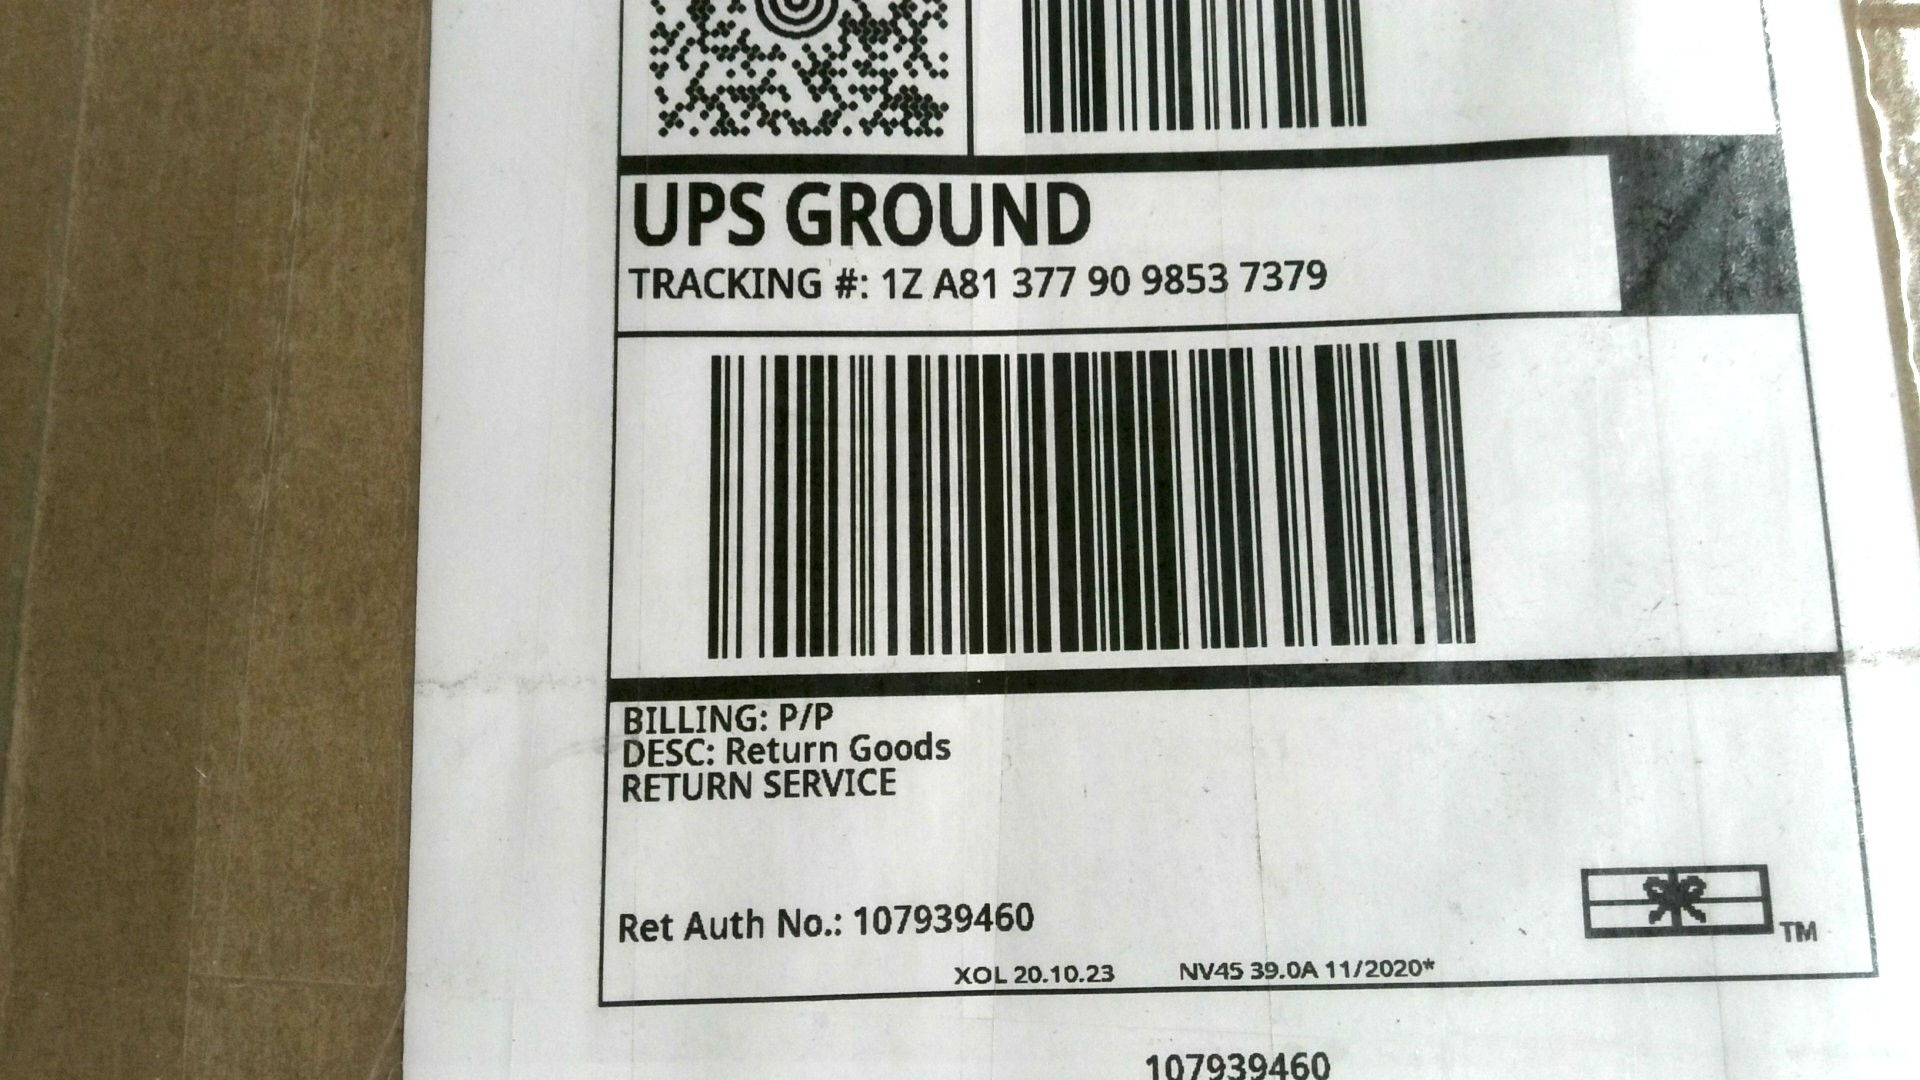 UPS GROUND
TRACKING #: 1Z A81 377 90 9853 7379
BILLING: P/P
DESC: Return Goods
RETURN SERVICE
Ret Auth No.: 107939460
TM
XOL 20.10.23 NV45 39.0A 11/2020*
107939460